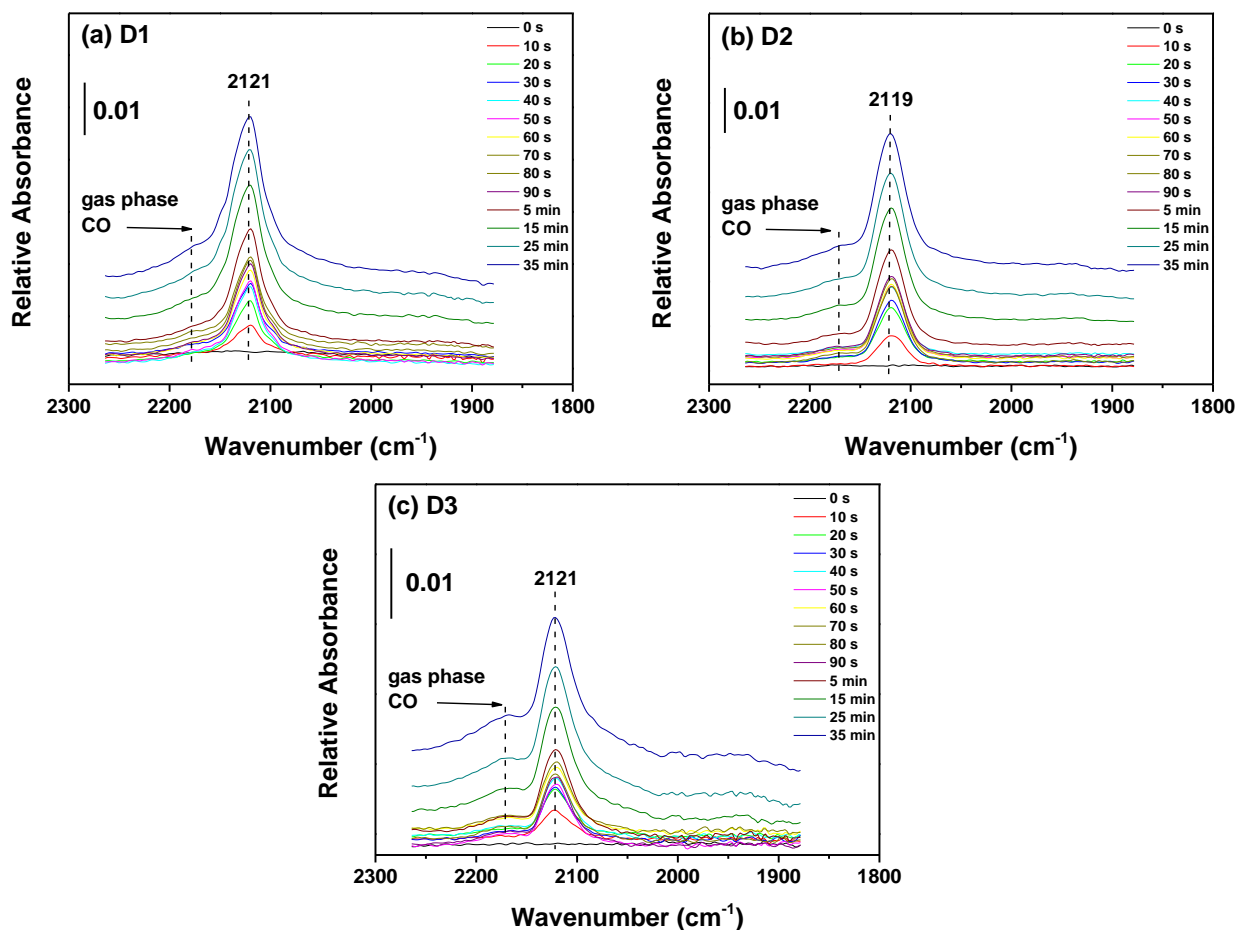 (a) D1
2121
0.01
gas phase
CO
0 s
10 s
20 s
30 s
40 s
50 s
60 s
70 s
80 s
90 s
5 min
15 min
25 min
35 min
Relative Absorbance
2300 2200 2100 2000 1900 1800
Wavenumber (cm⁻¹)
(b) D2
2119
0.01
gas phase
CO
0 s
10 s
20 s
30 s
40 s
50 s
60 s
70 s
80 s
90 s
5 min
15 min
25 min
35 min
Relative Absorbance
2300 2200 2100 2000 1900 1800
Wavenumber (cm⁻¹)
(c) D3
2121
0.01
gas phase
CO
0 s
10 s
20 s
30 s
40 s
50 s
60 s
70 s
80 s
90 s
5 min
15 min
25 min
35 min
Relative Absorbance
2300 2200 2100 2000 1900 1800
Wavenumber (cm⁻¹)